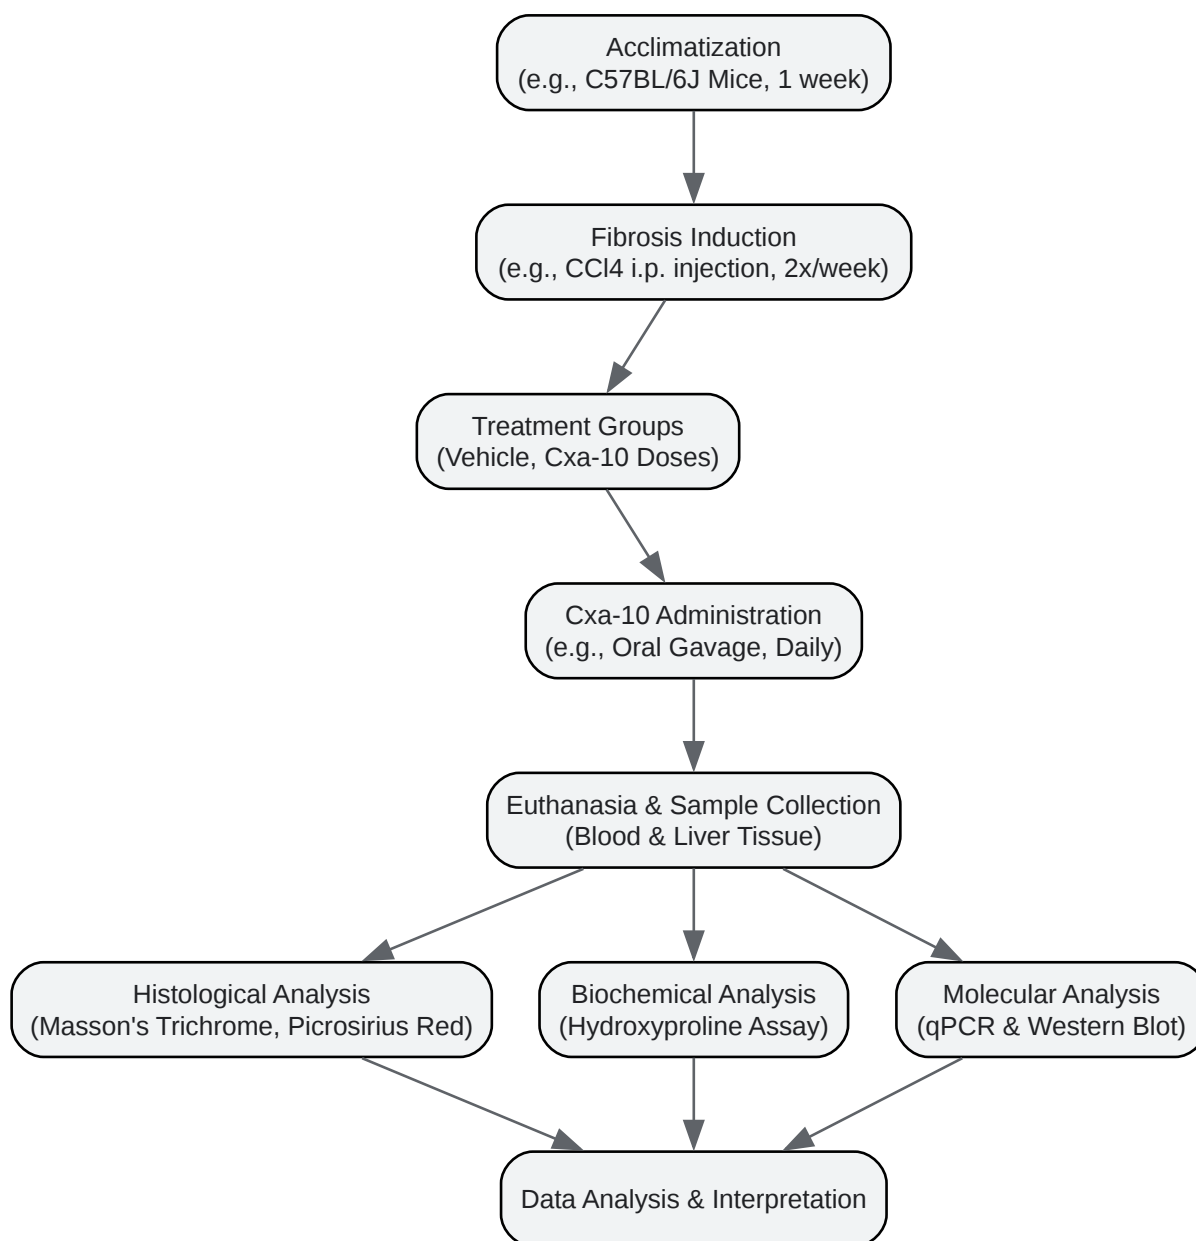 Acclimatization
(e.g., C57BL/6J Mice, 1 week)
Fibrosis Induction
(e.g., CCl4 i.p. injection, 2x/week)
Treatment Groups
(Vehicle, Cxa-10 Doses)
Cxa-10 Administration
(e.g., Oral Gavage, Daily)
Euthanasia & Sample Collection
(Blood & Liver Tissue)
Histological Analysis
(Masson's Trichrome, Picrosirius Red)
Biochemical Analysis
(Hydroxyproline Assay)
Molecular Analysis
(qPCR & Western Blot)
Data Analysis & Interpretation